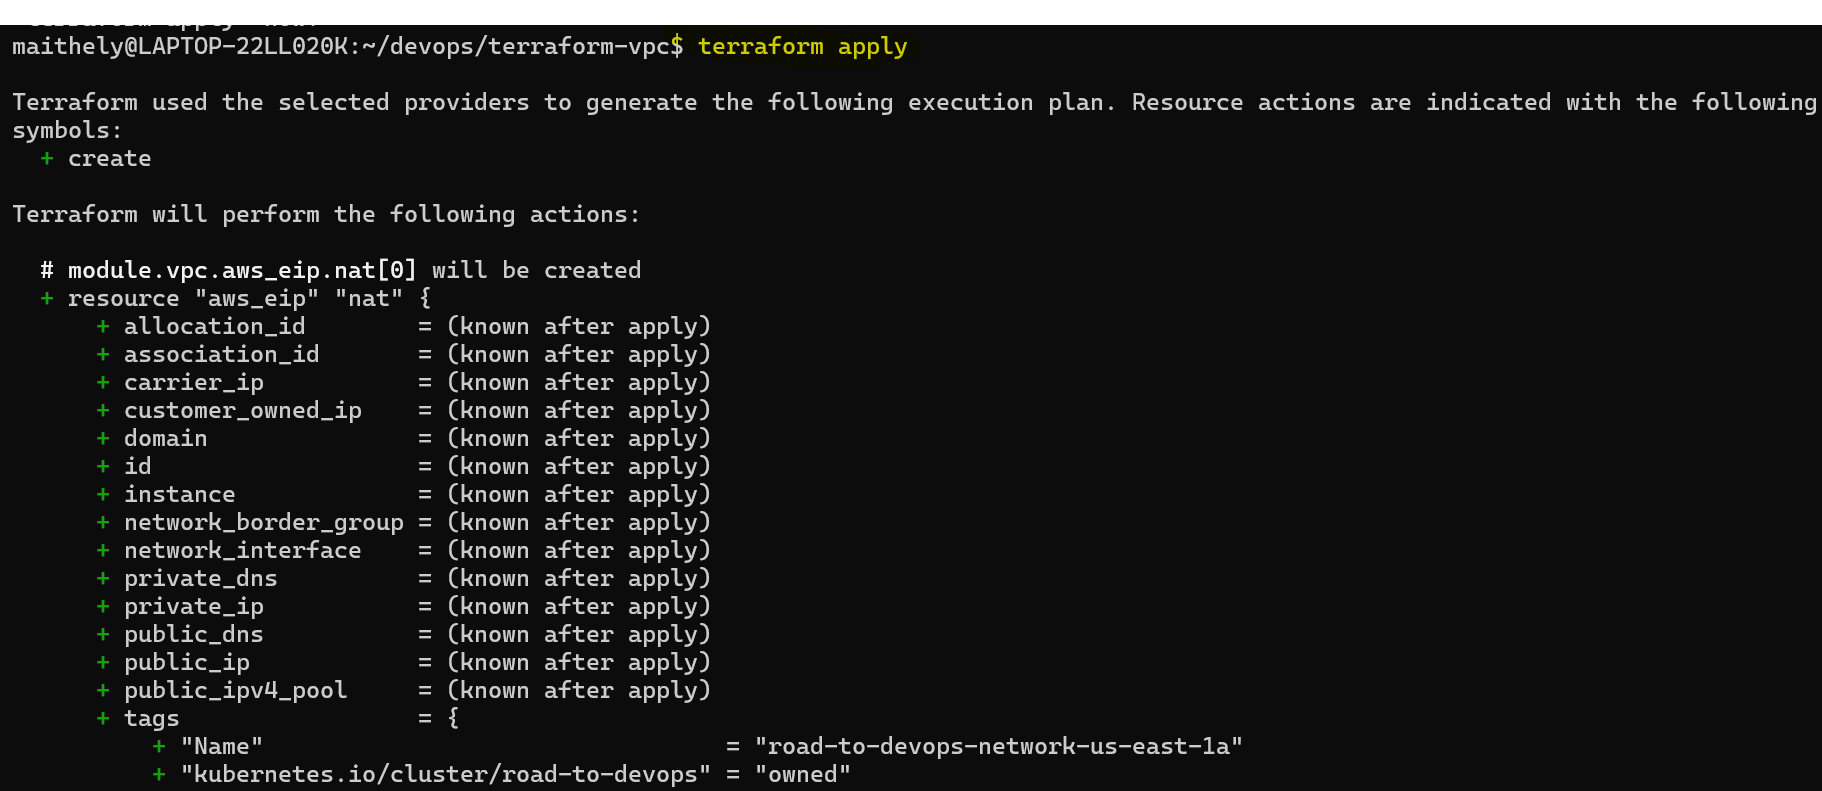 maithely@LAPTOP-22LL020K:~/devops/terraform-vpc$ terraform apply
Terraform used the selected providers to generate the following execution plan. Resource actions are indicated with the following
symbols:
  + create
Terraform will perform the following actions:
  # module.vpc.aws_eip.nat[0] will be created
  + resource "aws_eip" "nat" {
      + allocation_id        = (known after apply)
      + association_id       = (known after apply)
      + carrier_ip           = (known after apply)
      + customer_owned_ip    = (known after apply)
      + domain               = (known after apply)
      + id                   = (known after apply)
      + instance             = (known after apply)
      + network_border_group = (known after apply)
      + network_interface    = (known after apply)
      + private_dns          = (known after apply)
      + private_ip           = (known after apply)
      + public_dns           = (known after apply)
      + public_ip            = (known after apply)
      + public_ipv4_pool     = (known after apply)
      + tags                 = {
          + "Name"                                 = "road-to-devops-network-us-east-1a"
          + "kubernetes.io/cluster/road-to-devops" = "owned"